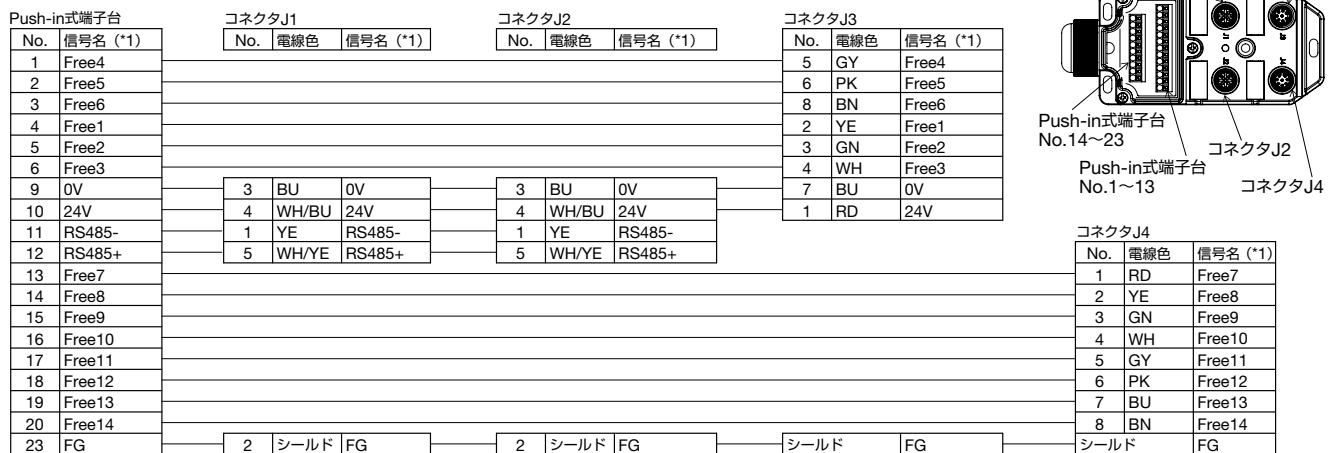 Push-in式端子台 コネクタJ1 コネクタJ2 コネクタJ3
No. 信号名 (*1) No. 電線色 信号名 (*1) No. 電線色 信号名 (*1) No. 電線色 信号名 (*1)
1 Free4 5 GY Free4
2 Free5 6 PK Free5
3 Free6 8 BN Free6
4 Free1 2 YE Free1
5 Free2 3 GN Free2
6 Free3 4 WH Free3
9 0V 3 BU 0V 3 BU 0V 7 BU 0V
10 24V 4 WH/BU 24V 4 WH/BU 24V 1 RD 24V
11 RS485- 1 YE RS485- 1 YE RS485-
12 RS485+ 5 WH/YE RS485+ 5 WH/YE RS485+
Push-in式端子台
No.14～23
コネクタJ2
Push-in式端子台
No.1～13
コネクタJ4
コネクタJ4
No. 電線色 信号名 (*1)
13 Free7 1 RD Free7
14 Free8 2 YE Free8
15 Free9 3 GN Free9
16 Free10 4 WH Free10
17 Free11 5 GY Free11
18 Free12 6 PK Free12
19 Free13 7 BU Free13
20 Free14 8 BN Free14
23 FG 2 シールド FG 2 シールド FG シールド FG シールド FG